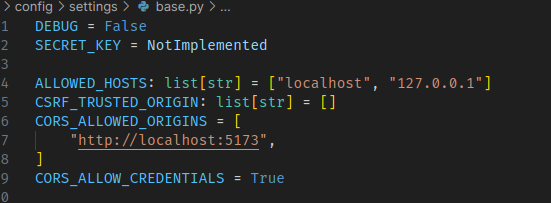 config > settings > base.py > ...
1 DEBUG = False
2 SECRET_KEY = NotImplemented
3
4 ALLOWED_HOSTS: list[str] = ["localhost", "127.0.0.1"]
5 CSRF_TRUSTED_ORIGIN: list[str] = []
6 CORS_ALLOWED_ORIGINS = [
7     "http://localhost:5173",
8 ]
9 CORS_ALLOW_CREDENTIALS = True
0